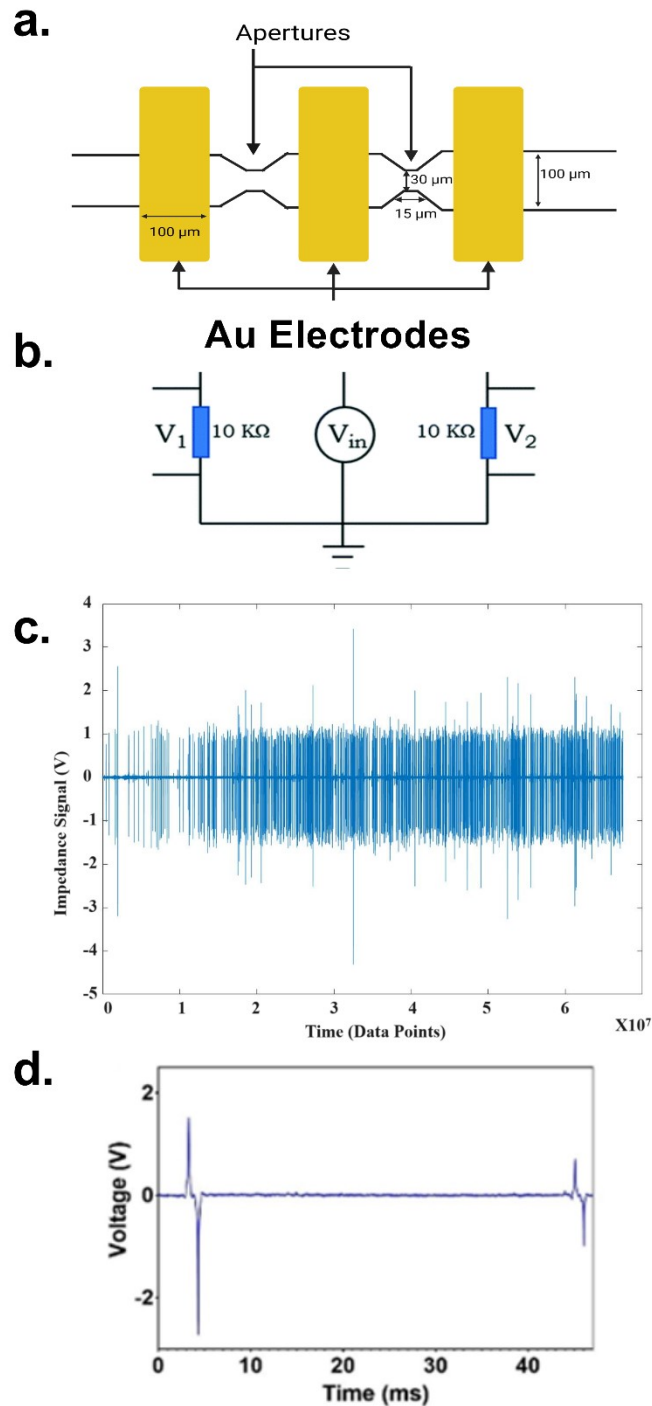 a.
Apertures
30 µm
100 µm
100 µm
15 µm
Au Electrodes
b.
V1 10 KΩ Vin 10 KΩ V2
c.
4
3
2
1
0
-1
-2
-3
-4
-5
Impedance Signal (V)
0 1 2 3 4 5 6
X10^7
Time (Data Points)
d.
2
0
-2
Voltage (V)
0 10 20 30 40
Time (ms)